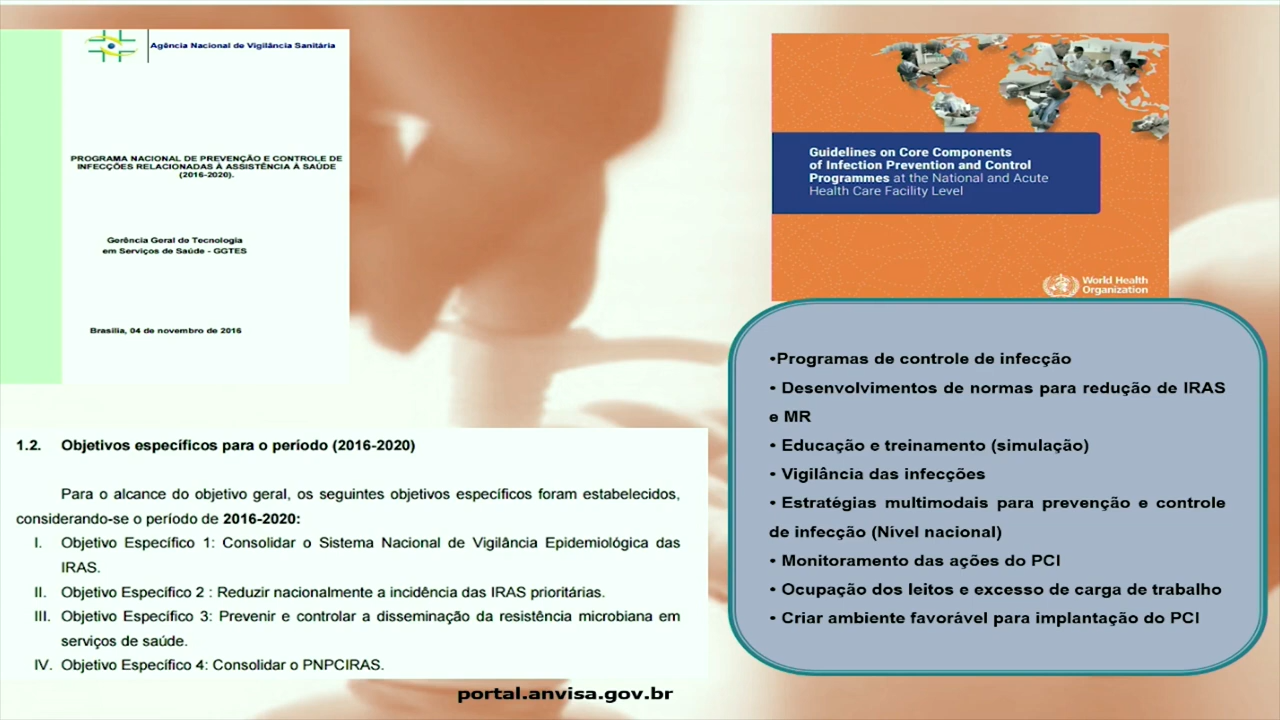 Agência Nacional de Vigilância Sanitária
PROGRAMA NACIONAL DE PREVENÇÃO E CONTROLE DE
INFECÇÕES RELACIONADAS À ASSISTÊNCIA À SAÚDE
(2016-2020).
Gerência Geral de Tecnologia
em Serviços de Saúde - GGTES
Brasília, 04 de novembro de 2016
1.2. Objetivos específicos para o período (2016-2020)
Para o alcance do objetivo geral, os seguintes objetivos específicos foram estabelecidos,
considerando-se o período de 2016-2020:
I. Objetivo Específico 1: Consolidar o Sistema Nacional de Vigilância Epidemiológica das
IRAS.
II. Objetivo Específico 2 : Reduzir nacionalmente a incidência das IRAS prioritárias.
III. Objetivo Específico 3: Prevenir e controlar a disseminação da resistência microbiana em
serviços de saúde.
IV. Objetivo Específico 4: Consolidar o PNPCIRAS.
Guidelines on Core Components
of Infection Prevention and Control
Programmes at the National and Acute
Health Care Facility Level
World Health
Organization
•Programas de controle de infecção
• Desenvolvimentos de normas para redução de IRAS
e MR
• Educação e treinamento (simulação)
• Vigilância das infecções
• Estratégias multimodais para prevenção e controle
de infecção (Nível nacional)
• Monitoramento das ações do PCI
• Ocupação dos leitos e excesso de carga de trabalho
• Criar ambiente favorável para implantação do PCI
portal.anvisa.gov.br